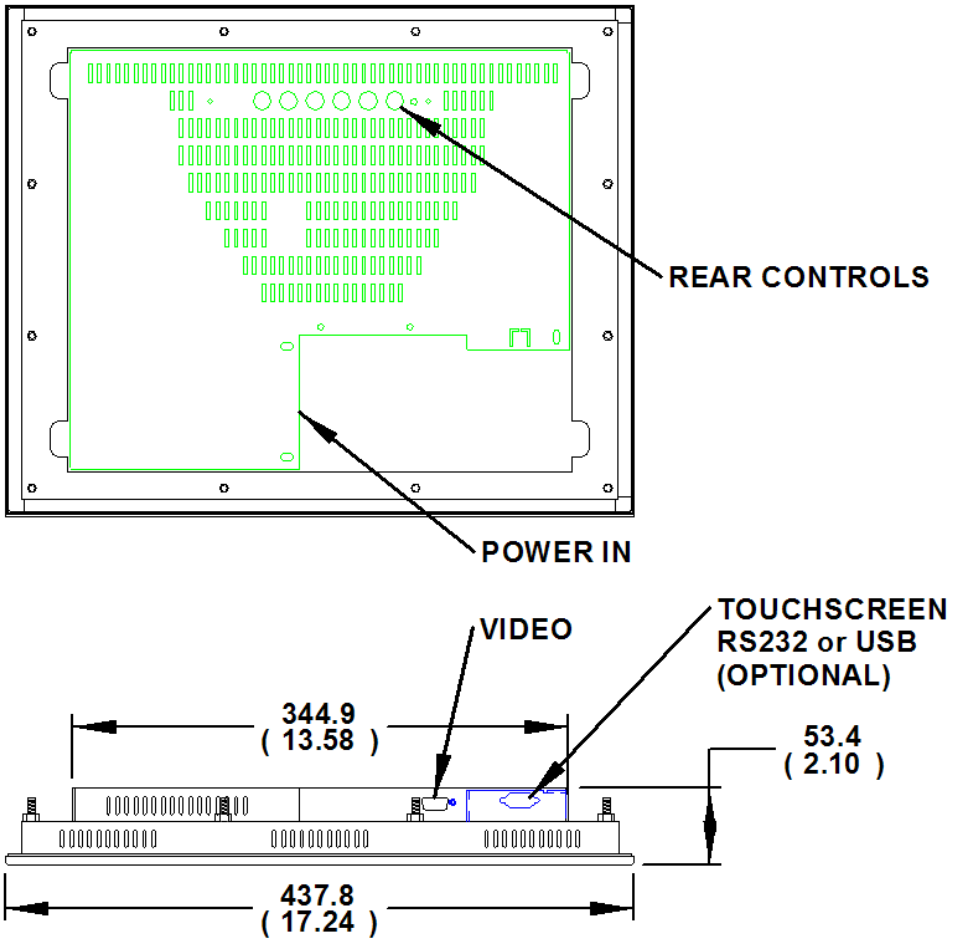 REAR CONTROLS
POWER IN
VIDEO
TOUCHSCREEN
RS232 or USB
(OPTIONAL)
344.9
( 13.58 )
53.4
( 2.10 )
437.8
( 17.24 )